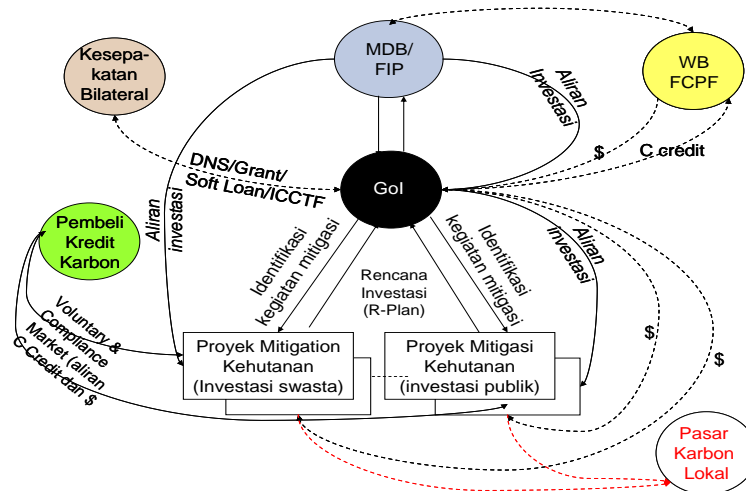 Kesepa-
katan
Bilateral
MDB/
FIP
WB
FCPF
Aliran
Investasi
$
C credit
DNS/Grant/
Soft Loan/ICCTF
GoI
Pembeli
Kredit
Karbon
Aliran
investasi
Identifikasi
kegiatan mitigasi
Rencana
Investasi
(R-Plan)
Identifikasi
kegiatan mitigasi
Aliran
investasi
Voluntary &
Compliance
Market (aliran
C-Credit dan $
Proyek Mitigation
Kehutanan
(Investasi swasta)
Proyek Mitigasi
Kehutanan
(investasi publik)
$
$
Pasar
Karbon
Lokal